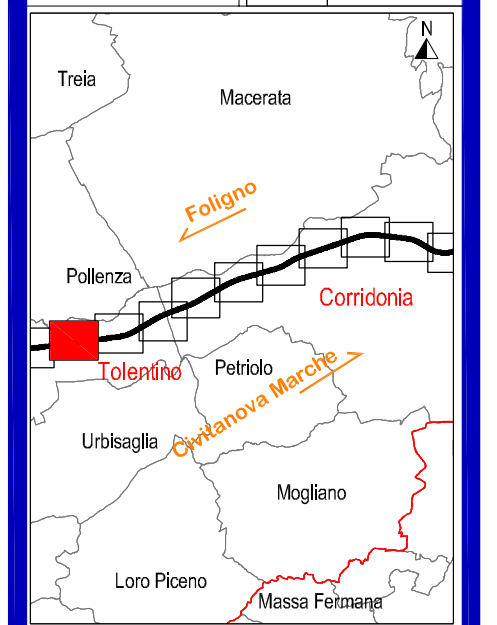 N
Treia
Macerata
Foligno
Pollenza
Corridonia
Tolentino
Petriolo
Civitanova Marche
Urbisaglia
Mogliano
Loro Piceno
Massa Fermana